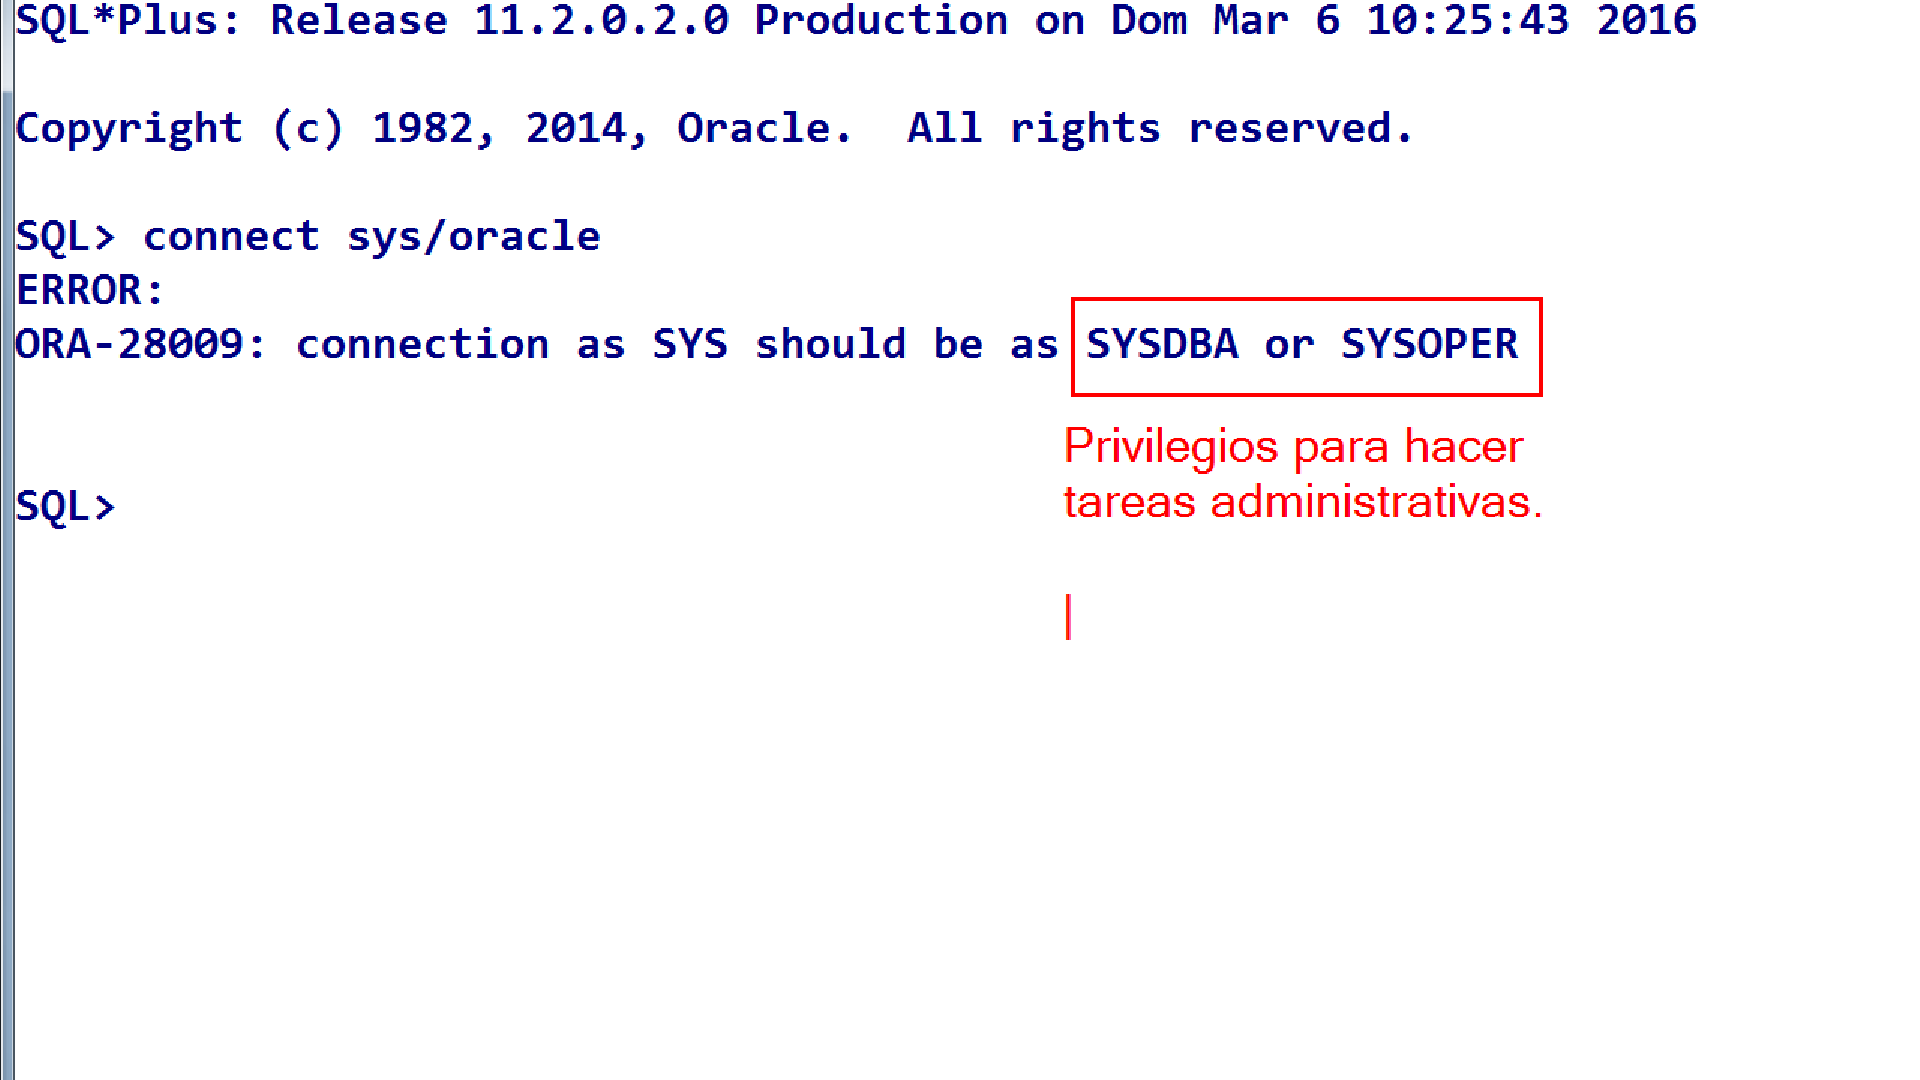 SQL*Plus: Release 11.2.0.2.0 Production on Dom Mar 6 10:25:43 2016
Copyright (c) 1982, 2014, Oracle.  All rights reserved.
SQL> connect sys/oracle
ERROR:
ORA-28009: connection as SYS should be as SYSDBA or SYSOPER
Privilegios para hacer
tareas administrativas.
SQL>